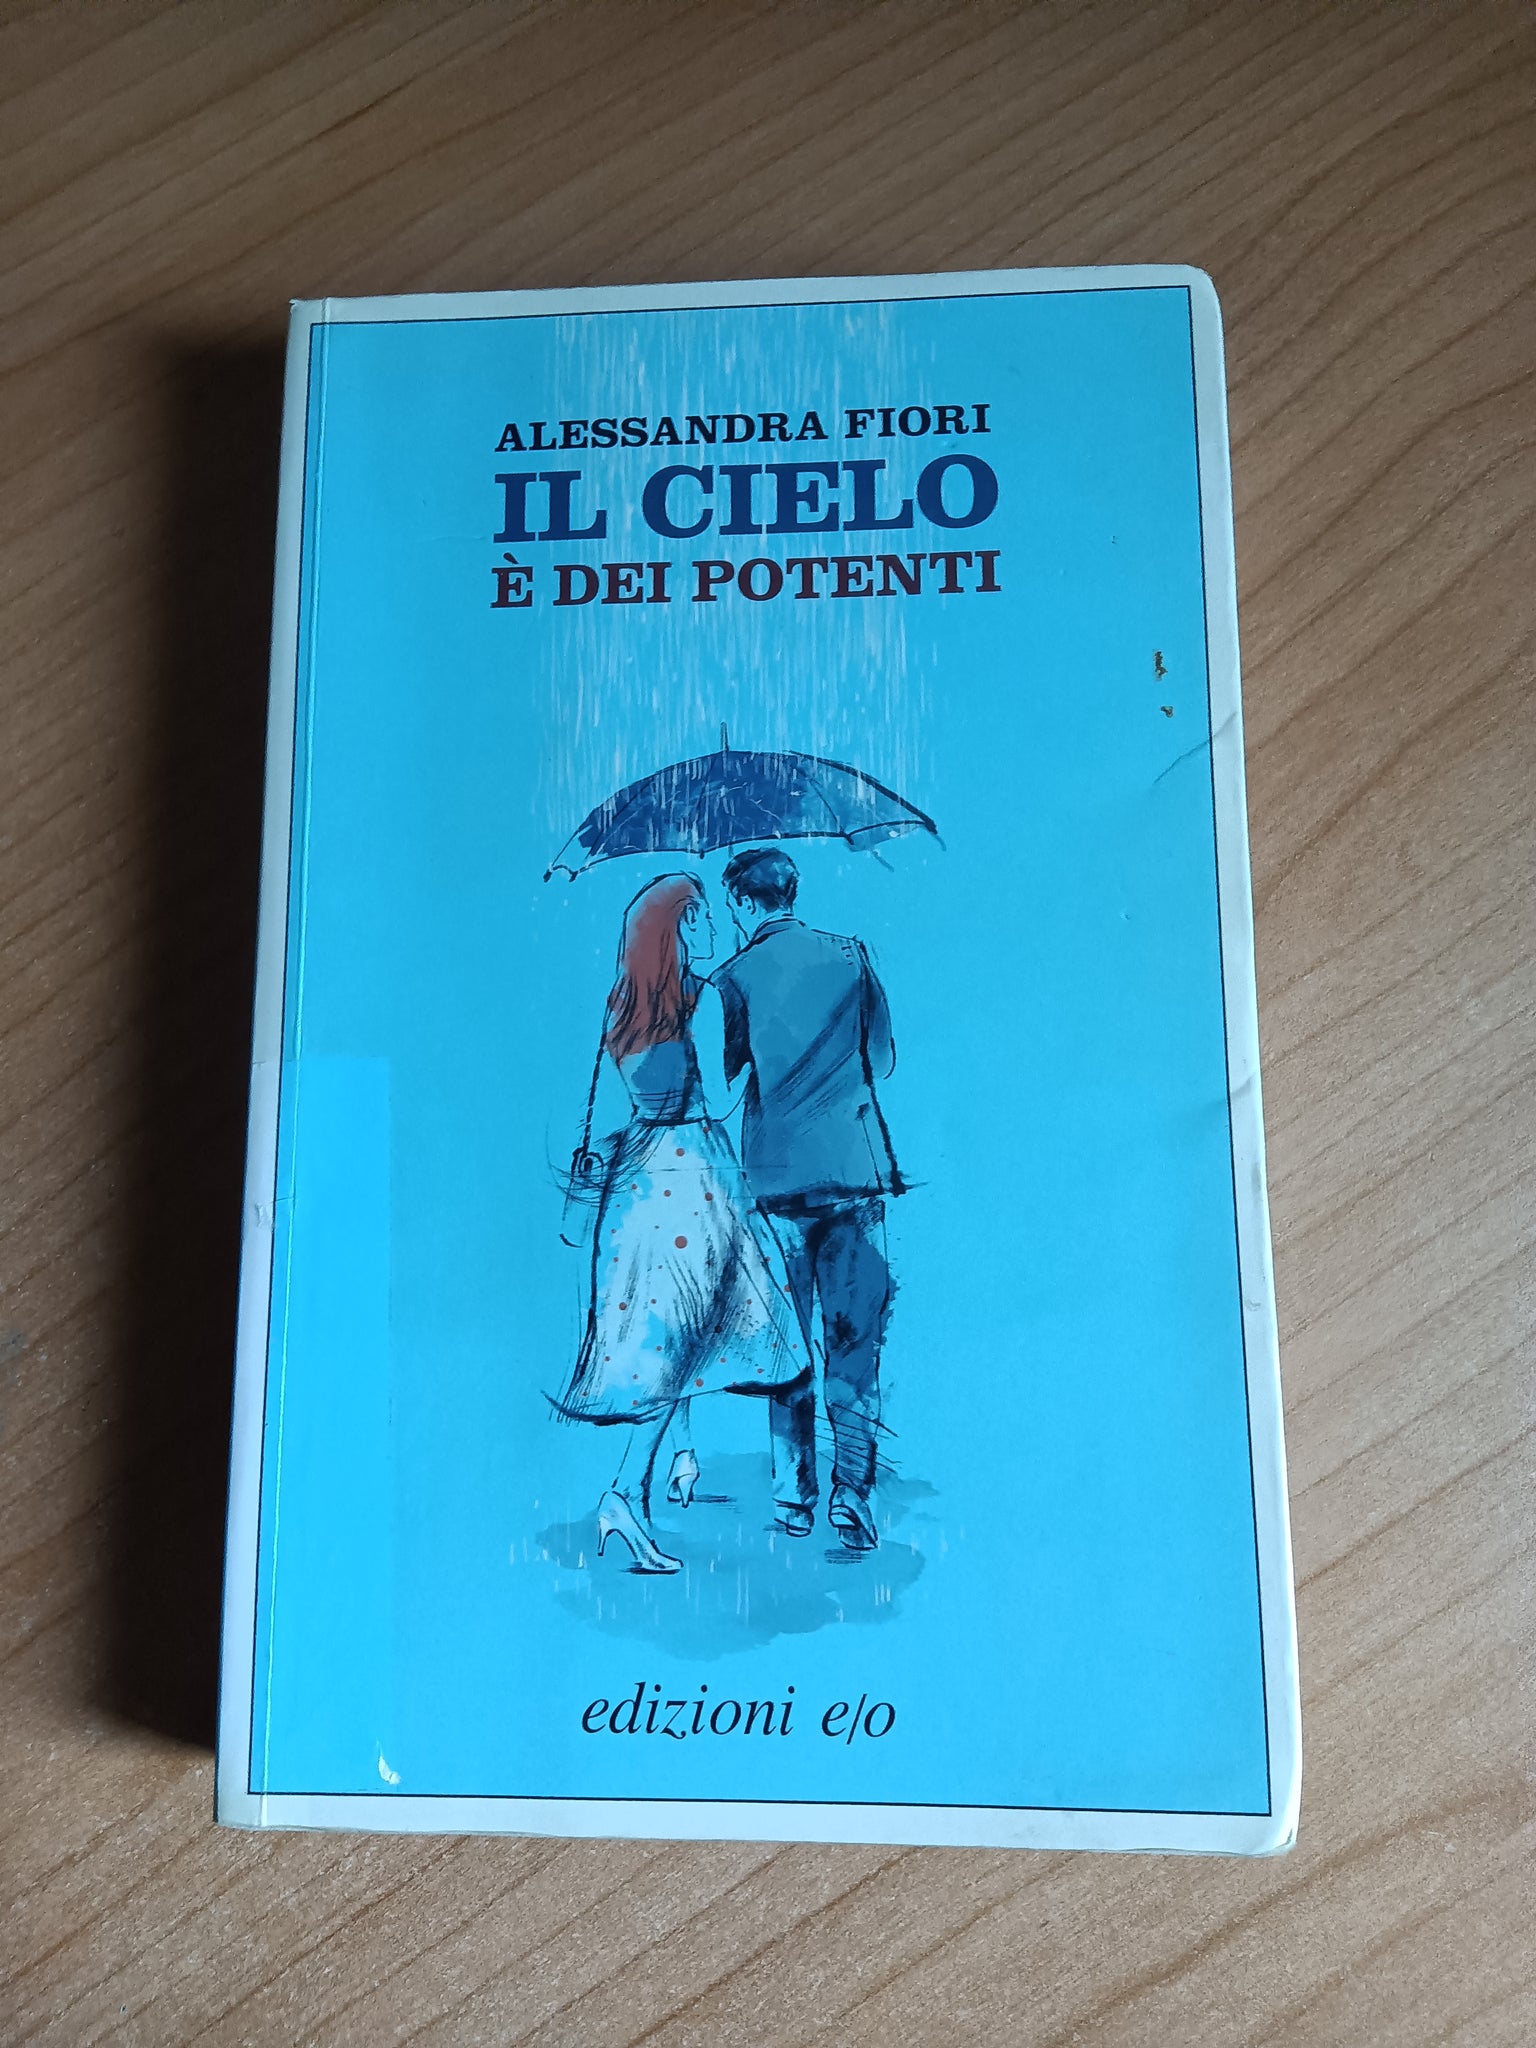 ALESSANDRA FIORI
IL CIELO
È DEI POTENTI
edizioni e/o